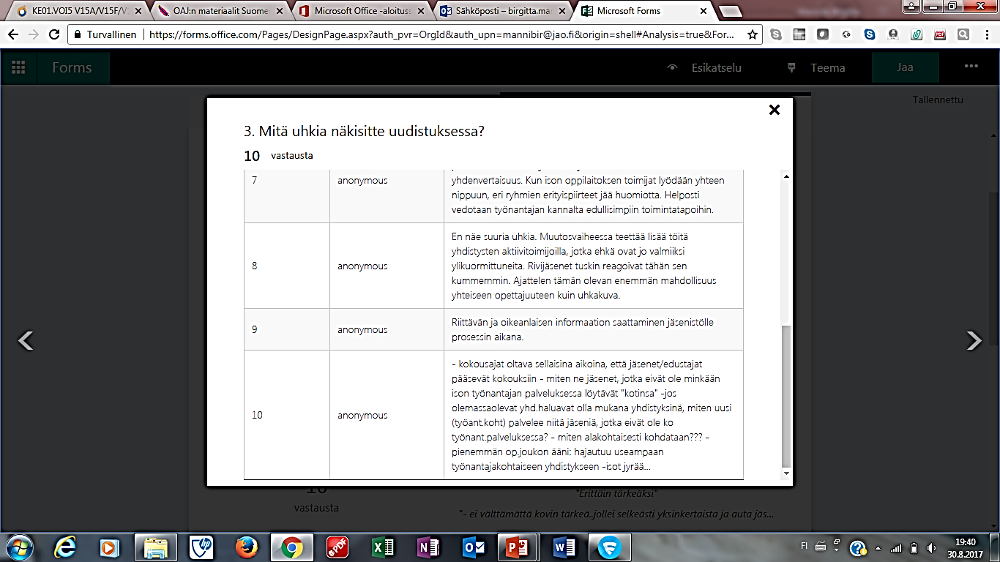 KE01.VOI5 V15A/V15F/V
OAJ:n materiaalit Suome
Microsoft Office -aloitus
Sähköposti – birgitta.ma
Microsoft Forms
Turvallinen
https://forms.office.com/Pages/DesignPage.aspx?auth_pvr=OrgId&auth_upn=mannibir@jao.fi&origin=shell#Analysis=true&For...
Forms
Esikatselu
Teema
Jaa
Tallennettu
3. Mitä uhkia näkisitte uudistuksessa?
10 vastausta
7
anonymous
yhdenvertaisuus. Kun ison oppilaitoksen toimijat lyödään yhteen
nippuun, eri ryhmien erityispiirteet jää huomiotta. Helposti
vedotaan työnantajan kannalta edullisimpiin toimintatapoihin.
8
anonymous
En näe suuria uhkia. Muutosvaiheessa teettää lisää töitä
yhdistysten aktiivitoimijoilla, jotka ehkä ovat jo valmiiksi
ylikuormittuneita. Rivijäsenet tuskin reagoivat tähän sen
kummemmin. Ajattelen tämän olevan enemmän mahdollisuus
yhteiseen opettajuuteen kuin uhkakuva.
9
anonymous
Riittävän ja oikeanlaisen informaation saattaminen jäsenistölle
prosessin aikana.
10
anonymous
- kokousajat oltava sellaisina aikoina, että jäsenet/edustajat
pääsevät kokouksiin - miten ne jäsenet, jotka eivät ole minkään
ison työnantajan palveluksessa löytävät "kotinsa" -jos
olemassaolevat yhd.haluavat olla mukana yhdistyksinä, miten uusi
(työant.koht) palvelee niitä jäseniä, jotka eivät ole ko
työnant.palveluksessa? - miten alakohtaisesti kohdataan??? -
pienemmän op.joukon ääni: hajautuu useampaan
työnantajakohtaiseen yhdistykseen -isot jyrää...
vastausta
"Erittäin tärkeäksi"
"- ei välttämättä kovin tärkeä..jollei selkeästi yksinkertaista ja auta jäs...
FI
19:40
30.8.2017